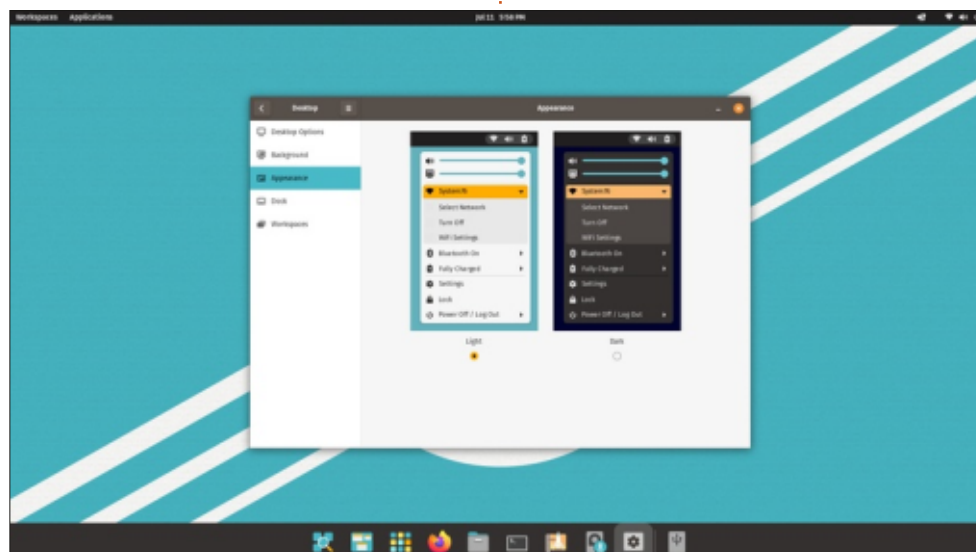 Workspaces Applications
Jul 11 3:58 PM
Desktop
Appearance
Desktop Options
Background
Appearance
Dock
Workspaces
System76
Select Network
Turn Off
WiFi Settings
Bluetooth On
Fully Charged
Settings
Lock
Power Off / Log Out
Light
System76
Select Network
Turn Off
WiFi Settings
Bluetooth On
Fully Charged
Settings
Lock
Power Off / Log Out
Dark